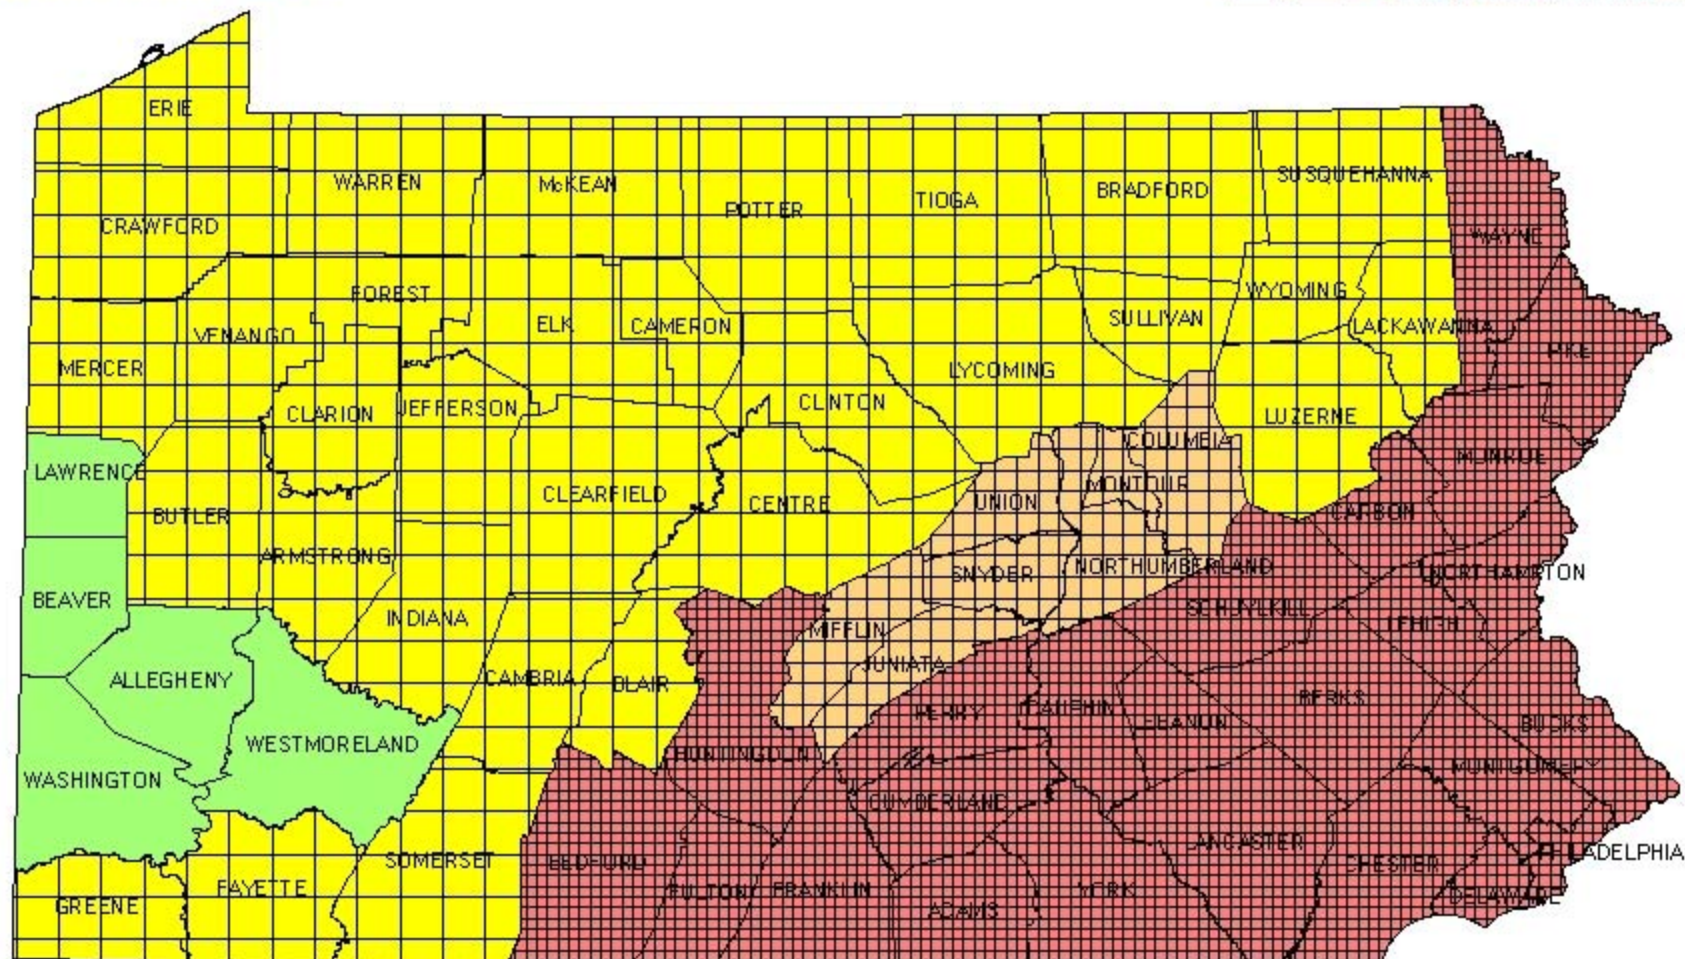 ERIE
WARREN
McKEAN
POTTER
TIOGA
BRADFORD
SUSQUEHANNA
CRAWFORD
WAYNE
FOREST
WYOMING
VENANGO
ELK
CAMERON
SULLIVAN
LACKAWANNA
MERCER
LYCOMING
PIKE
CLARION
JEFFERSON
CLINTON
LUZERNE
COLUMBIA
LAWRENCE
MONTOUR
MONROE
CLEARFIELD
CENTRE
UNION
BUTLER
CARBON
ARMSTRONG
SNYDER
NORTHUMBERLAND
NORTHAMPTON
BEAVER
INDIANA
SCHUYLKILL
MIFFLIN
LEHIGH
ALLEGHENY
CAMBRIA
BLAIR
JUNIATA
BERKS
PERRY
DAUPHIN
LEBANON
BUCKS
WESTMORELAND
HUNTINGDON
WASHINGTON
MONTGOMERY
CUMBERLAND
LANCASTER
SOMERSET
BEDFORD
CHESTER
PHILADELPHIA
GREENE
FAYETTE
FULTON
FRANKLIN
ADAMS
YORK
DELAWARE